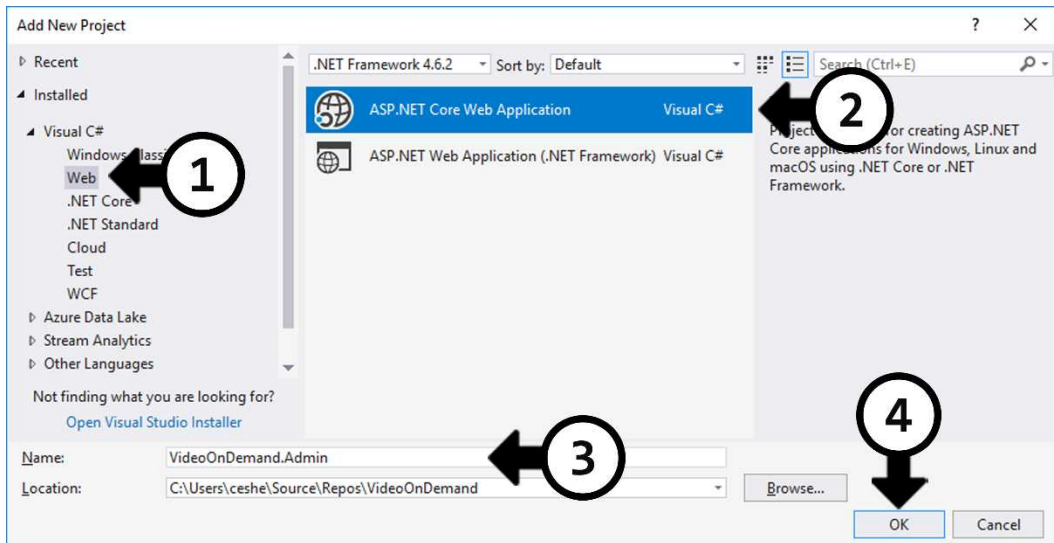 Add New Project
? X
Recent
Installed
Visual C#
Windows
Web
.NET Core
.NET Standard
Cloud
Test
WCF
Azure Data Lake
Stream Analytics
Other Languages
Not finding what you are looking for?
Open Visual Studio Installer
.NET Framework 4.6.2 Sort by: Default
Search (Ctrl+E)
ASP.NET Core Web Application Visual C#
ASP.NET Web Application (.NET Framework) Visual C#
for creating ASP.NET
Core applications for Windows, Linux and
macOS using .NET Core or .NET
Framework.
1
2
3
4
Name: VideoOnDemand.Admin
Location: C:\Users\ceshe\Source\Repos\VideoOnDemand Browse...
OK Cancel